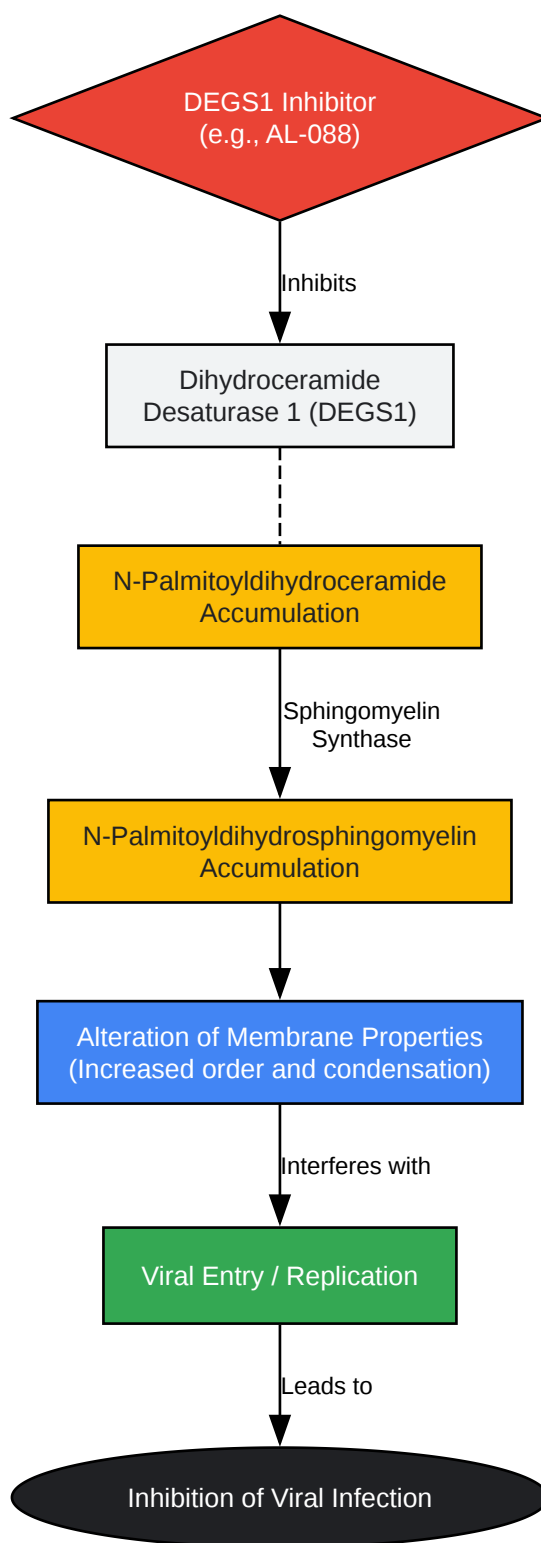 DEGS1 Inhibitor
(e.g., AL-088)
Inhibits
Dihydroceramide
Desaturase 1 (DEGS1)
N-Palmitoyldihydroceramide
Accumulation
Sphingomyelin
Synthase
N-Palmitoyldihydrosphingomyelin
Accumulation
Alteration of Membrane Properties
(Increased order and condensation)
Interferes with
Viral Entry / Replication
Leads to
Inhibition of Viral Infection